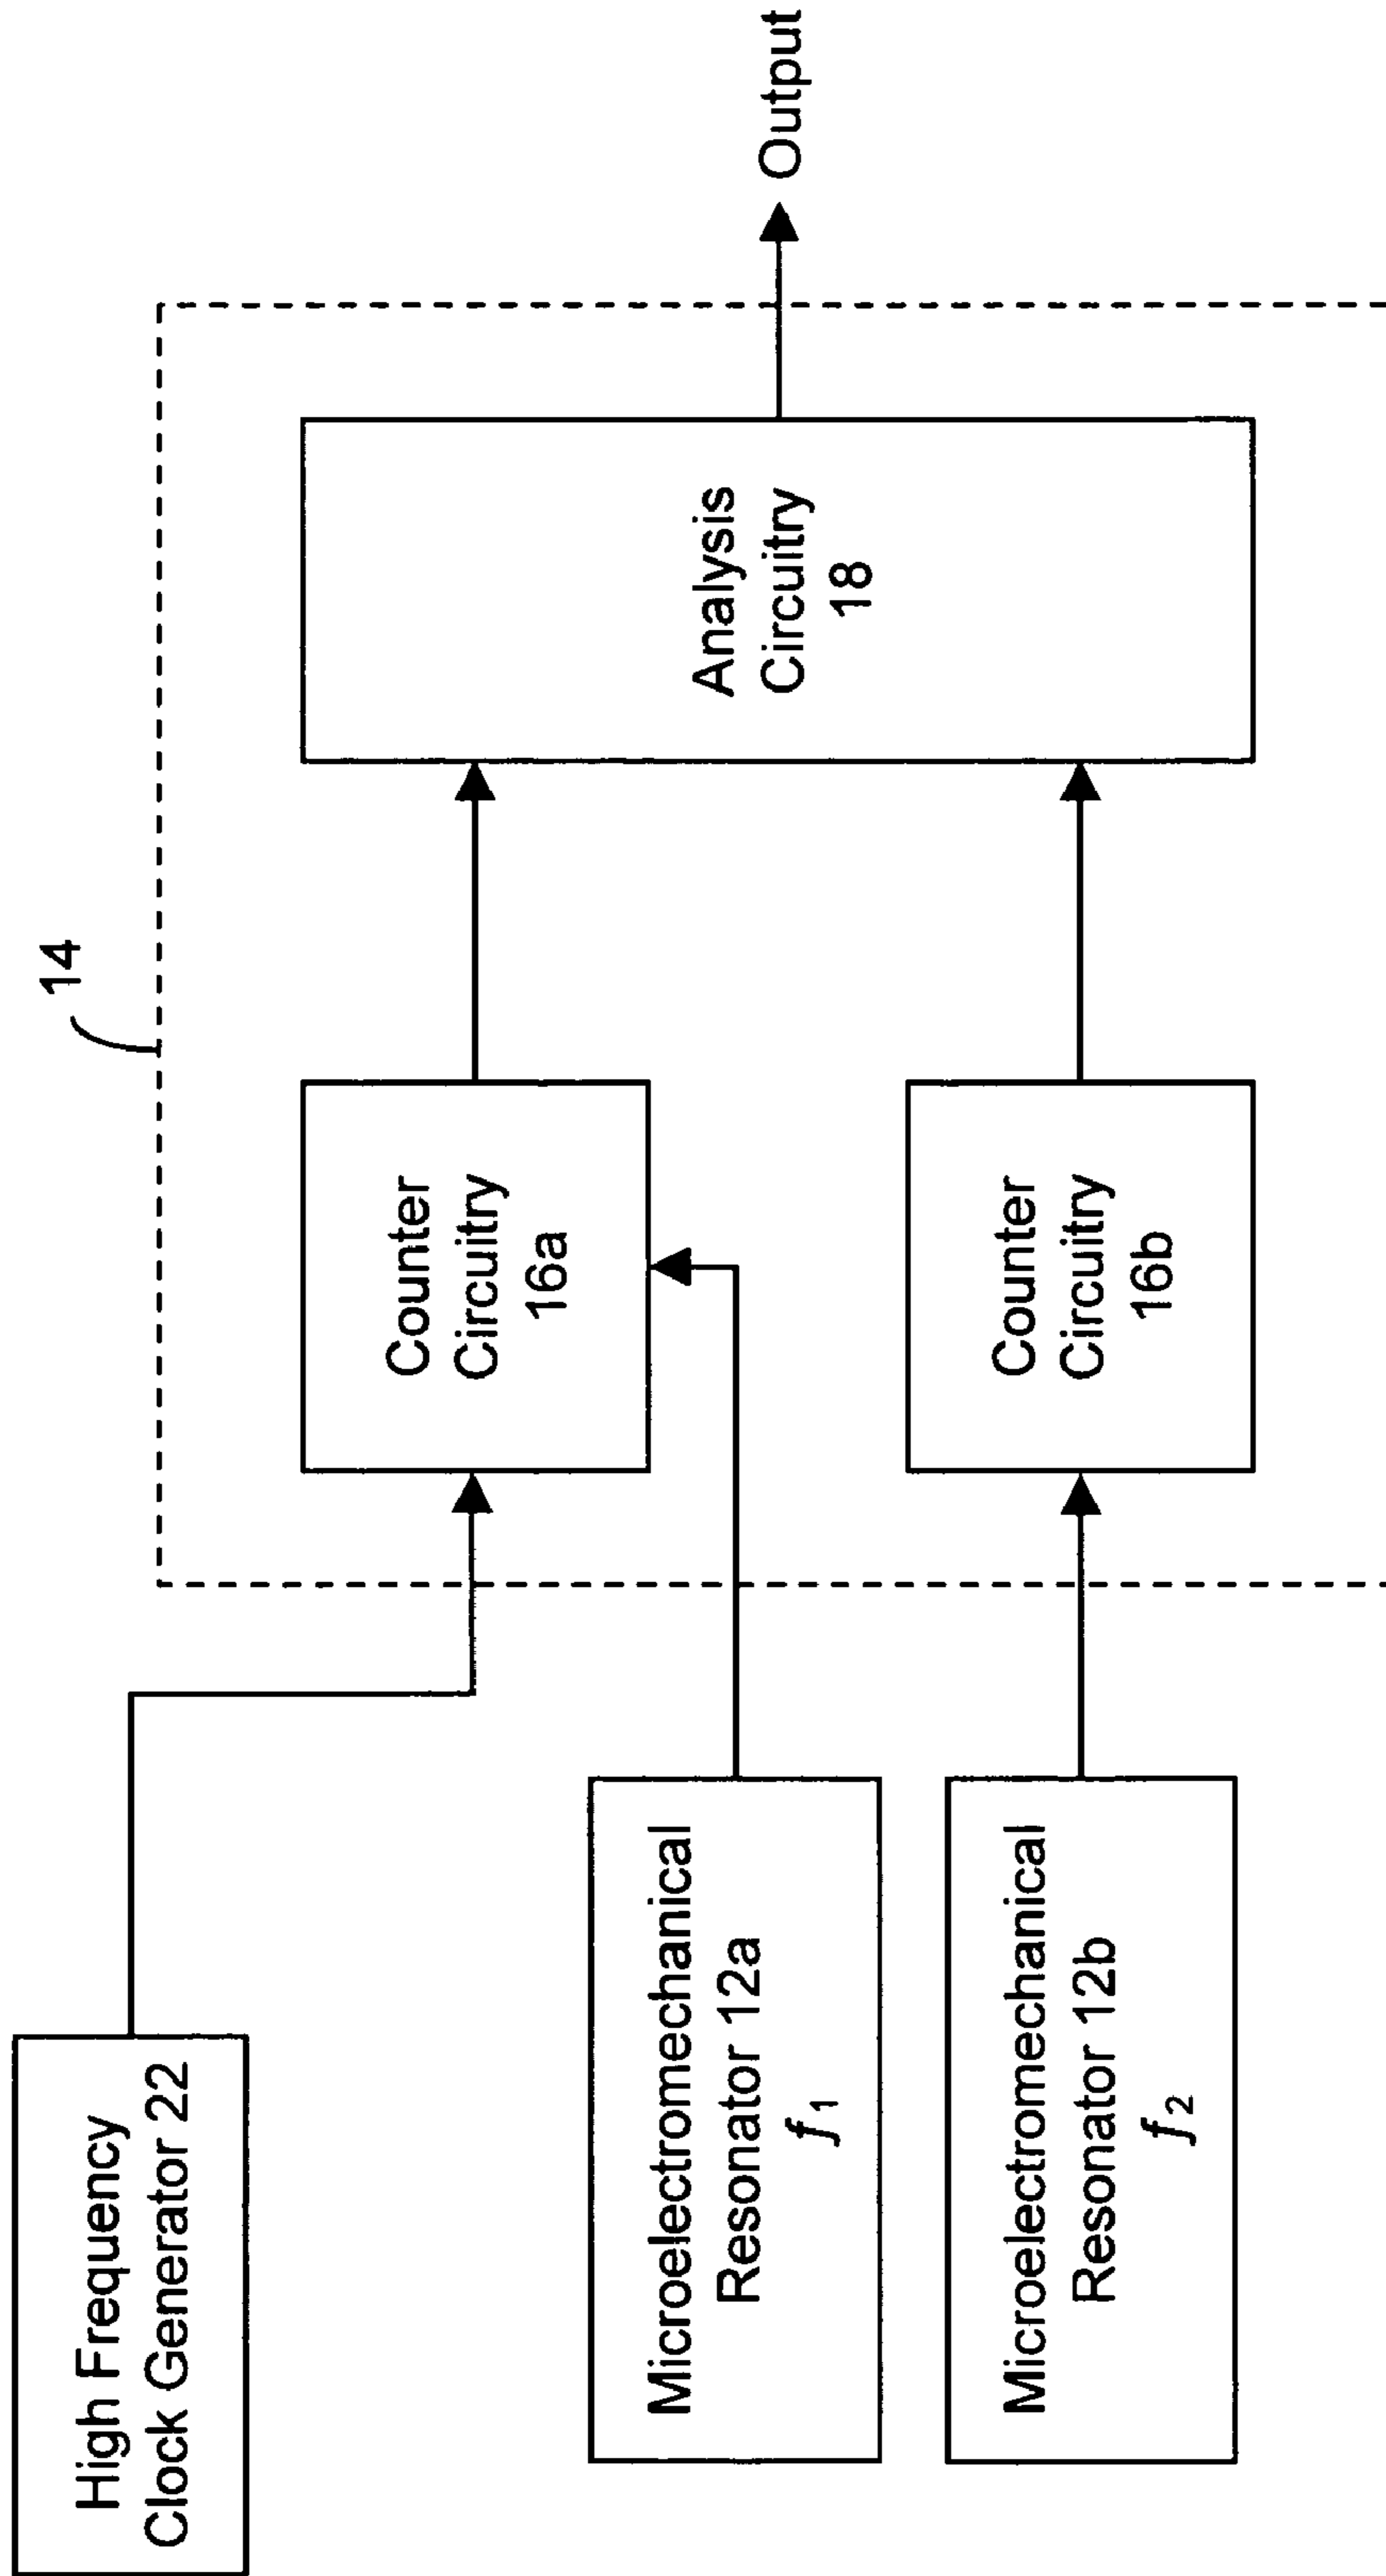 High Frequency
Clock Generator 22
14
Counter
Circuitry
16a
Analysis
Circuitry
18
Output
Microelectromechanical
Resonator 12a
f1
Microelectromechanical
Resonator 12b
f2
Counter
Circuitry
16b